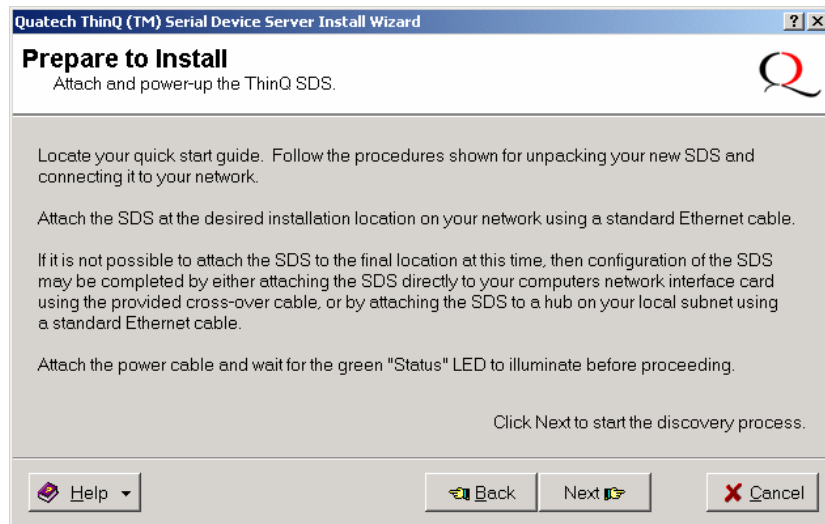 Quatech ThinQ (TM) Serial Device Server Install Wizard
Prepare to Install
Attach and power-up the ThinQ SDS.
Locate your quick start guide. Follow the procedures shown for unpacking your new SDS and
connecting it to your network.
Attach the SDS at the desired installation location on your network using a standard Ethernet cable.
If it is not possible to attach the SDS to the final location at this time, then configuration of the SDS
may be completed by either attaching the SDS directly to your computers network interface card
using the provided cross-over cable, or by attaching the SDS to a hub on your local subnet using
a standard Ethernet cable.
Attach the power cable and wait for the green "Status" LED to illuminate before proceeding.
Click Next to start the discovery process.
Help
Back
Next
Cancel